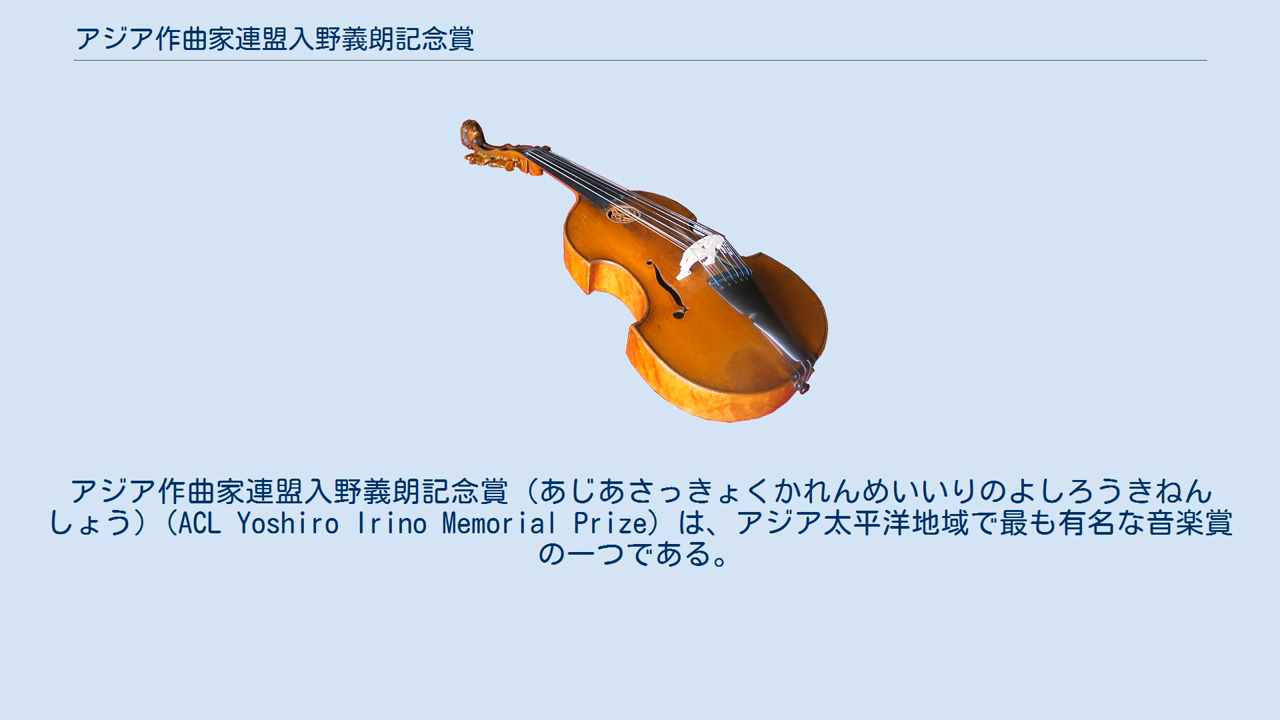 アジア作曲家連盟入野義朗記念賞
アジア作曲家連盟入野義朗記念賞（あじあさっきょくかれんめいいりのよしろうきねん
しょう）（ACL Yoshiro Irino Memorial Prize）は、アジア太平洋地域で最も有名な音楽賞
の一つである。